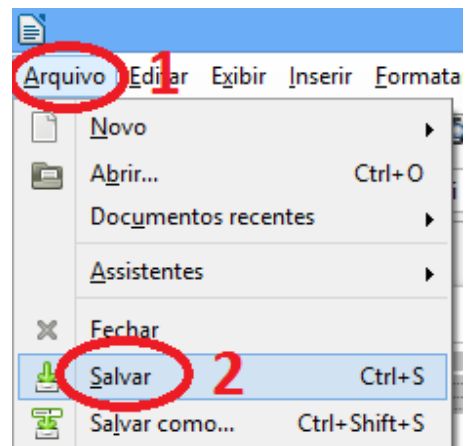 Arquivo Editar Exibir Inserir Formata
1
Novo
Abrir... Ctrl+O
Documentos recentes
Assistentes
Fechar
Salvar 2 Ctrl+S
Salvar como... Ctrl+Shift+S